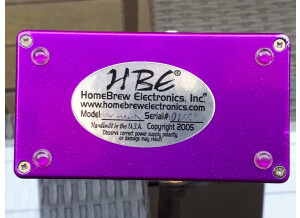 HBE®
HomeBrew Electronics, Inc.
www.homebrewelectronics.com
Model: Serial#:
Handmade in the U.S.A. Copyright 2005
Observe correct power supply polarity
or damage may result